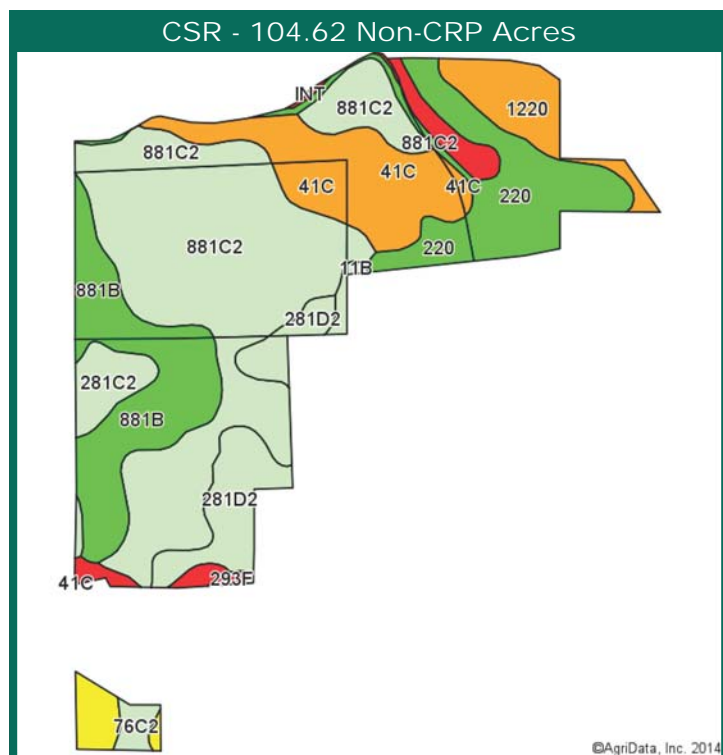 CSR - 104.62 Non-CRP Acres
INT
881C2
1220
881C2
881C2
41C
41C
41C
220
881C2
220
11B
881B
281D2
281C2
881B
281D2
41C
293F
76C2
©AgriData, Inc. 2014